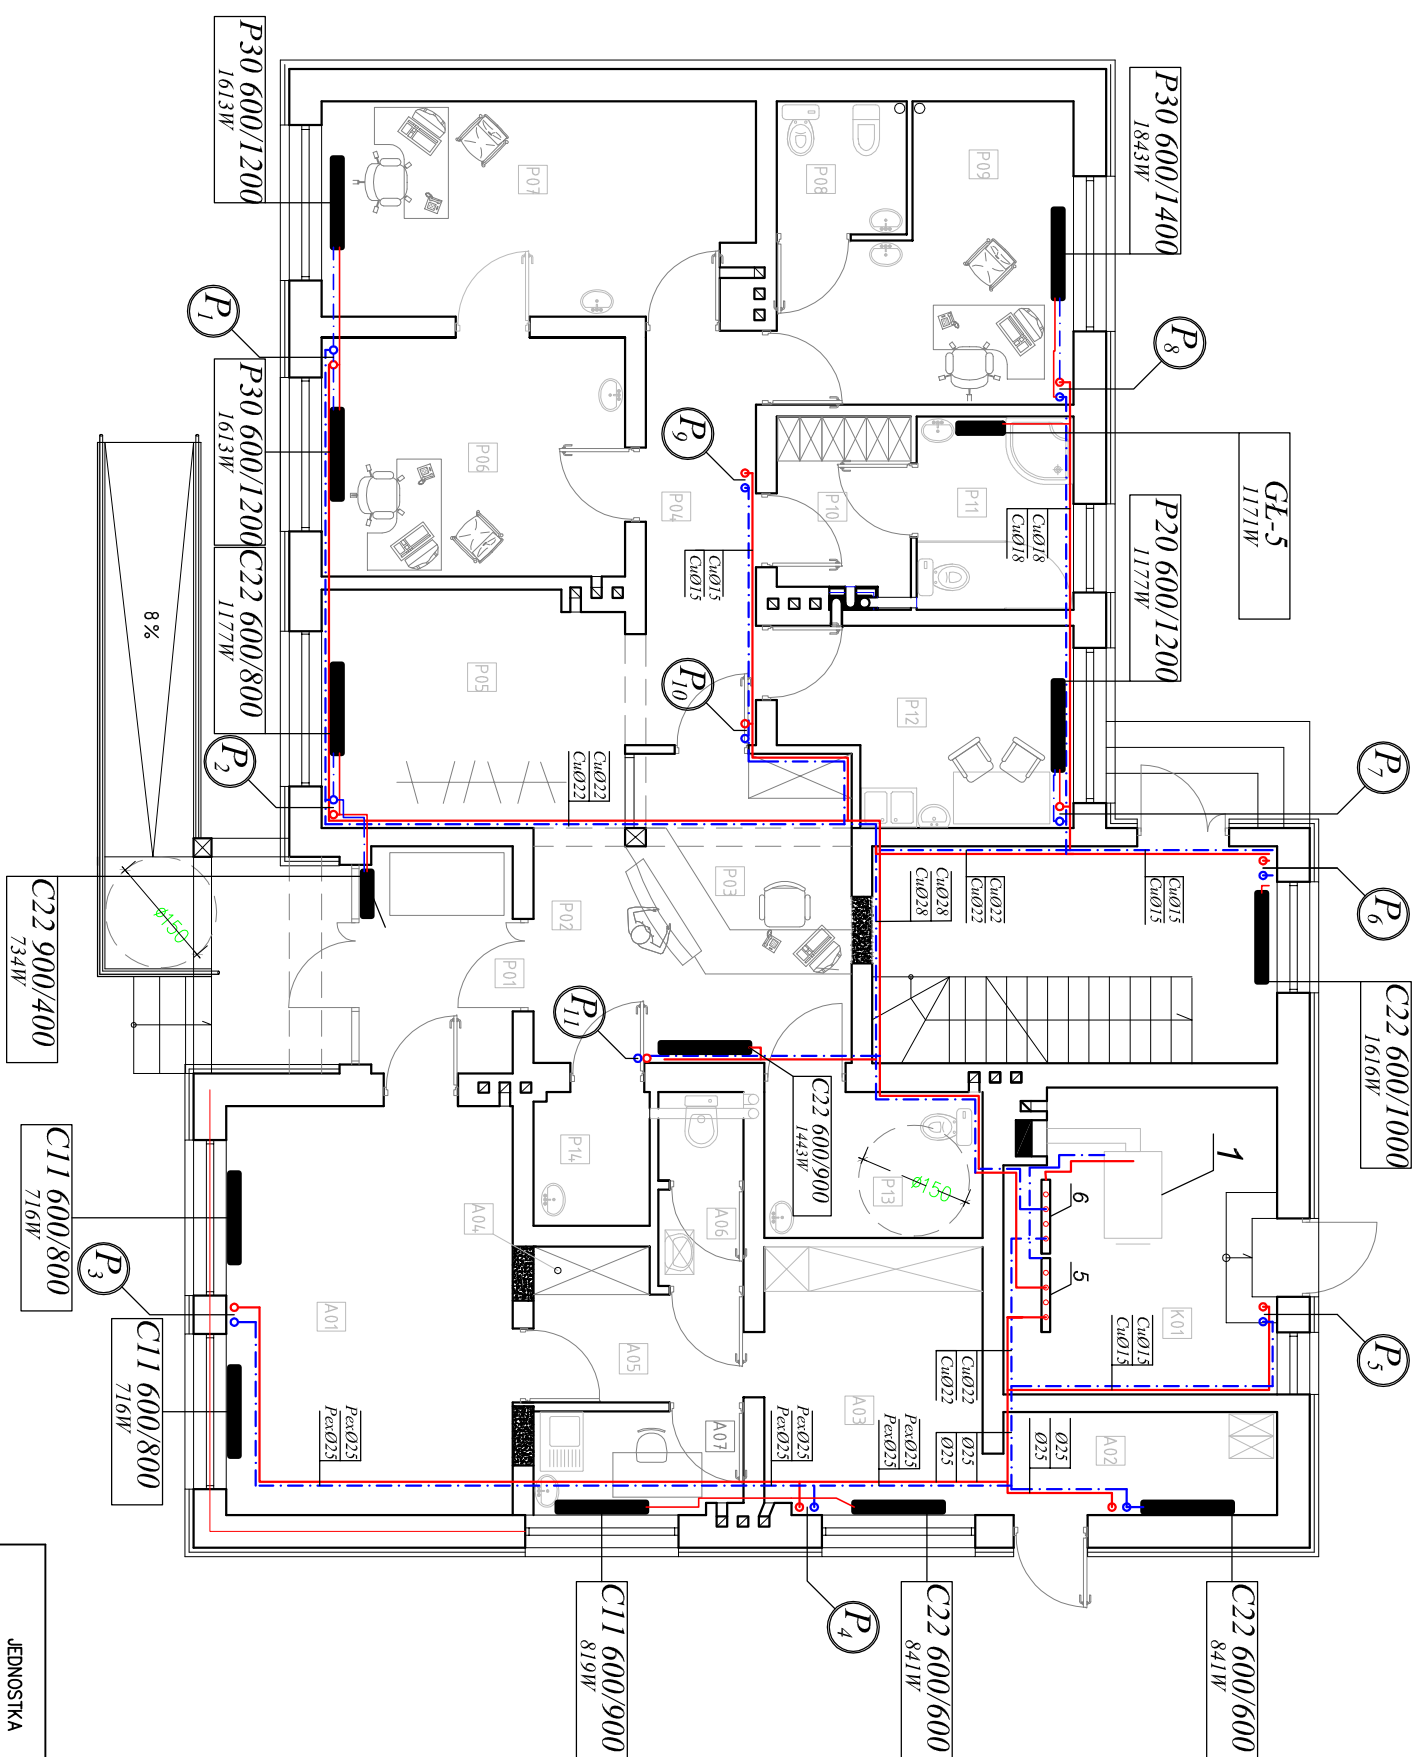 P30 600/1200
1613W
P30 600/1400
1843W
GŁ-5
1171W
P20 600/1200
1177W
P30 600/1200
1613W
C22 600/800
1177W
C22 900/400
734W
C22 600/1000
1616W
C22 600/900
1443W
C11 600/800
716W
C11 600/800
716W
C11 600/900
819W
C22 600/600
841W
C22 600/600
841W
P1
P2
P3
P4
P5
P6
P7
P8
P9
P10
P11
P07
P08
P09
P06
P04
P10
P11
P05
P12
P03
P02
P01
P14
P13
A04
A06
A01
A05
A03
A07
A02
K01
CuØ18
CuØ18
CuØ15
CuØ15
CuØ22
CuØ22
CuØ28
CuØ28
CuØ22
CuØ22
CuØ15
CuØ15
CuØ15
CuØ15
CuØ22
CuØ22
Ø25
Ø25
Ø25
Ø25
PexØ25
PexØ25
PexØ25
PexØ25
PexØ25
PexØ25
8%
ø150
ø150
1
6
5
JEDNOSTKA